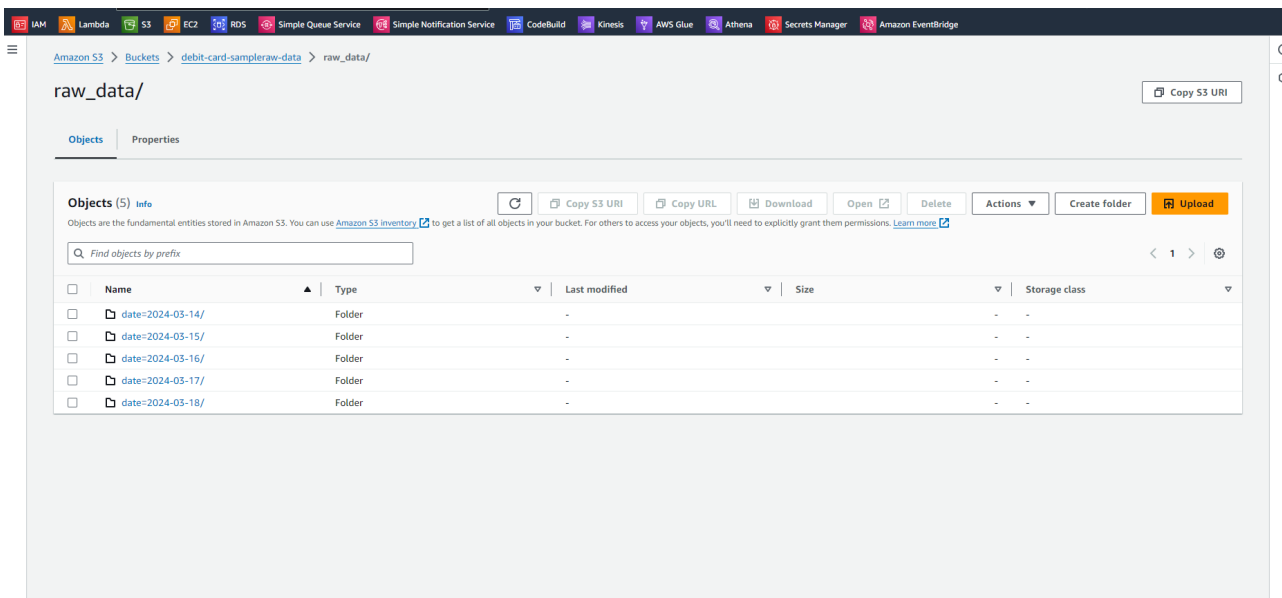 IAM Lambda S3 EC2 RDS Simple Queue Service Simple Notification Service CodeBuild Kinesis AWS Glue Athena Secrets Manager Amazon EventBridge
Amazon S3 > Buckets > debit-card-sampleraw-data > raw_data/
raw_data/
Copy S3 URI
Objects Properties
Objects (5) Info
Copy S3 URI Copy URL Download Open Delete Actions Create folder Upload
Objects are the fundamental entities stored in Amazon S3. You can use Amazon S3 inventory to get a list of all objects in your bucket. For others to access your objects, you'll need to explicitly grant them permissions. Learn more
Find objects by prefix
< 1 >
Name Type Last modified Size Storage class
date=2024-03-14/ Folder - - -
date=2024-03-15/ Folder - - -
date=2024-03-16/ Folder - - -
date=2024-03-17/ Folder - - -
date=2024-03-18/ Folder - - -